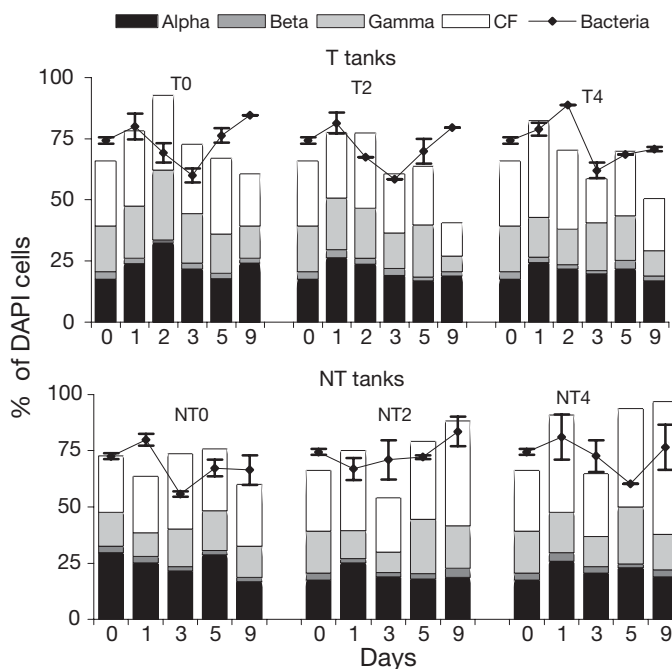 Alpha Beta Gamma CF Bacteria
T tanks
100
75
50
25
0
T0
T2
T4
0 1 2 3 5 9 0 1 2 3 5 9 0 1 2 3 5 9
% of DAPI cells
NT tanks
100
75
50
25
0
NT0
NT2
NT4
0 1 3 5 9 0 1 3 5 9 0 1 3 5 9
Days